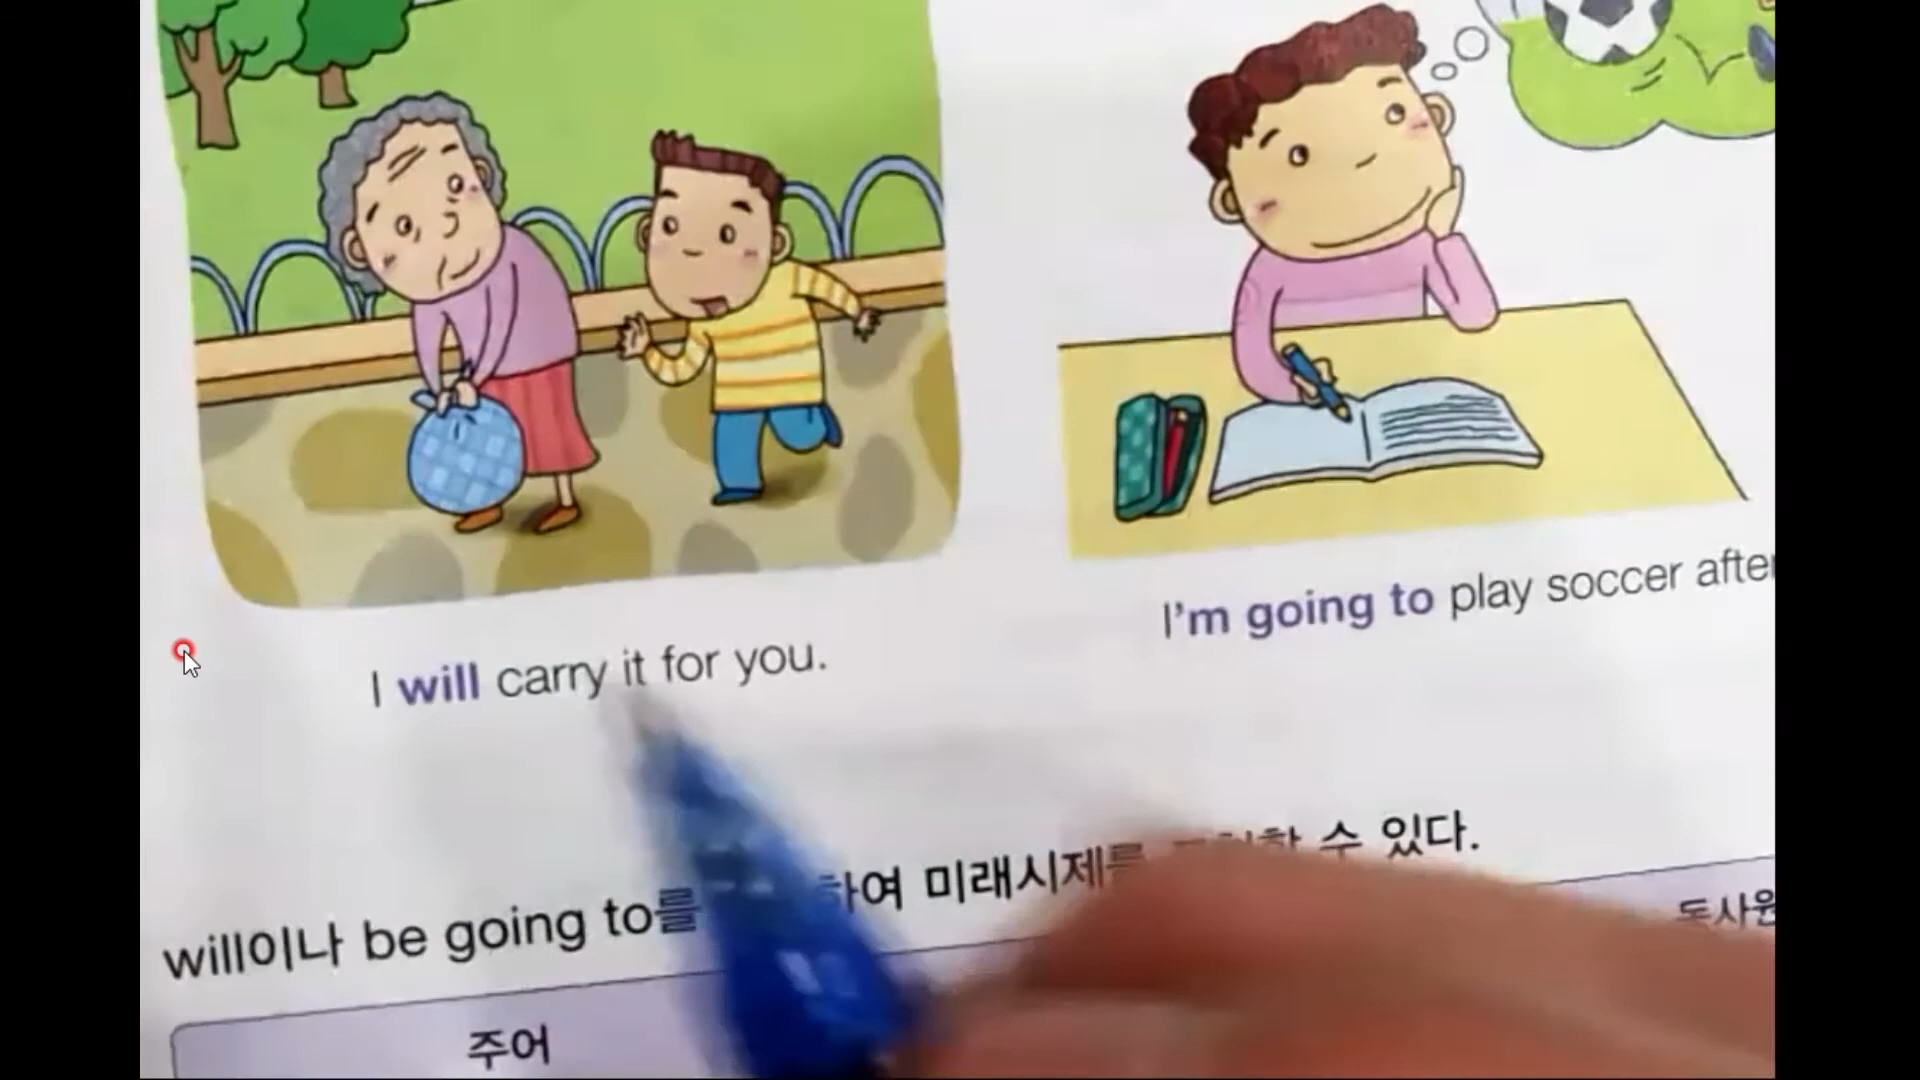 I will carry it for you.
I'm going to play soccer
will이나 be going to를 하여 미래시제를 수 있다.
주어